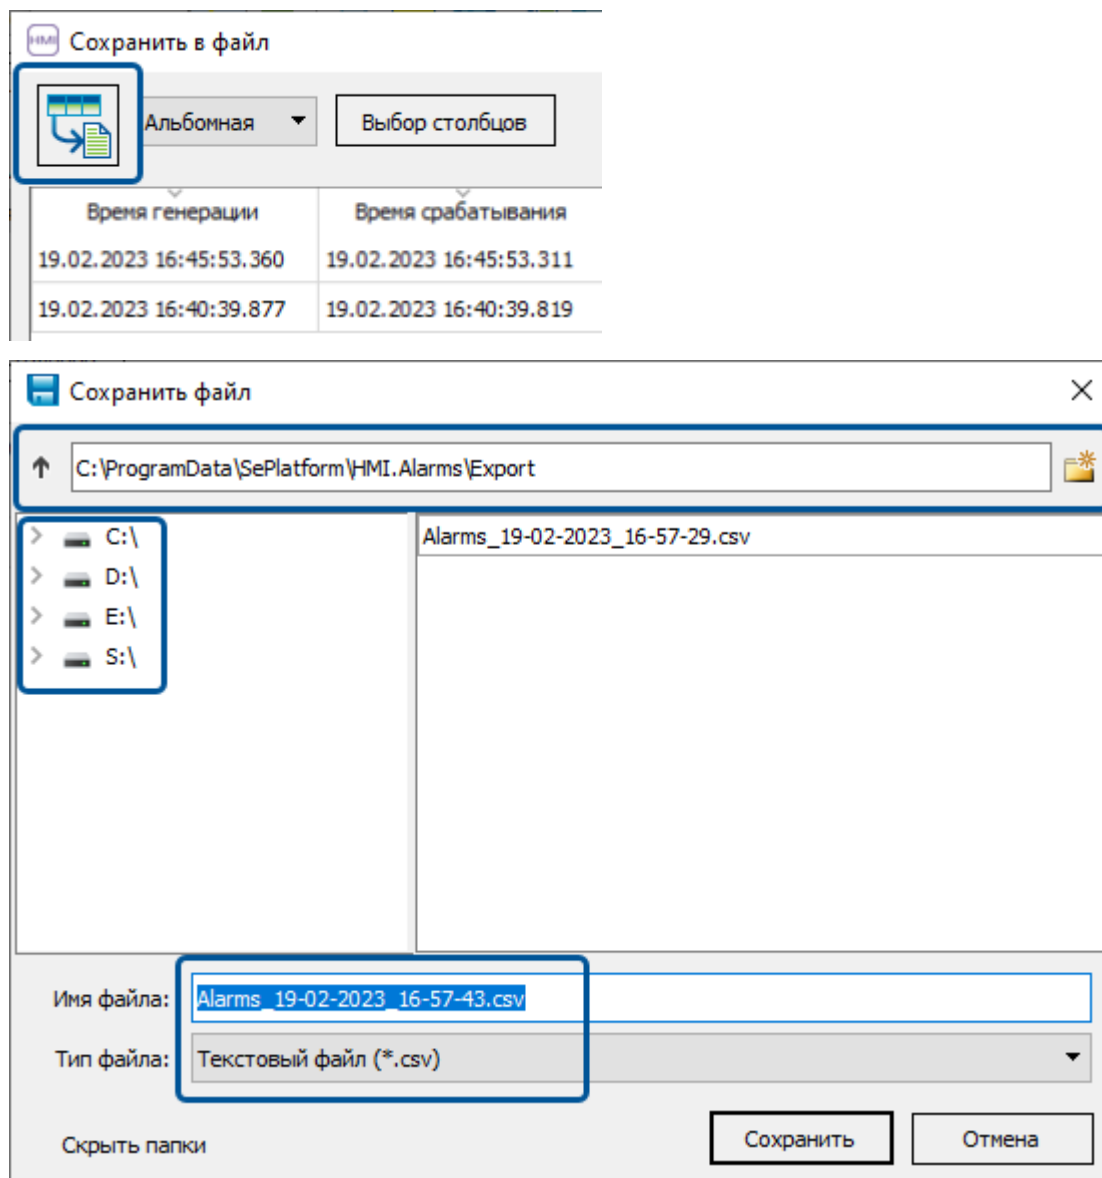 HMI Сохранить в файл
Альбомная Выбор столбцов
Время генерации Время срабатывания
19.02.2023 16:45:53.360 19.02.2023 16:45:53.311
19.02.2023 16:40:39.877 19.02.2023 16:40:39.819
Сохранить файл
C:\ProgramData\SePlatform\HMI.Alarms\Export
C:\ Alarms_19-02-2023_16-57-29.csv
D:\
E:\
S:\
Имя файла: Alarms_19-02-2023_16-57-43.csv
Тип файла: Текстовый файл (*.csv)
Скрыть папки Сохранить Отмена